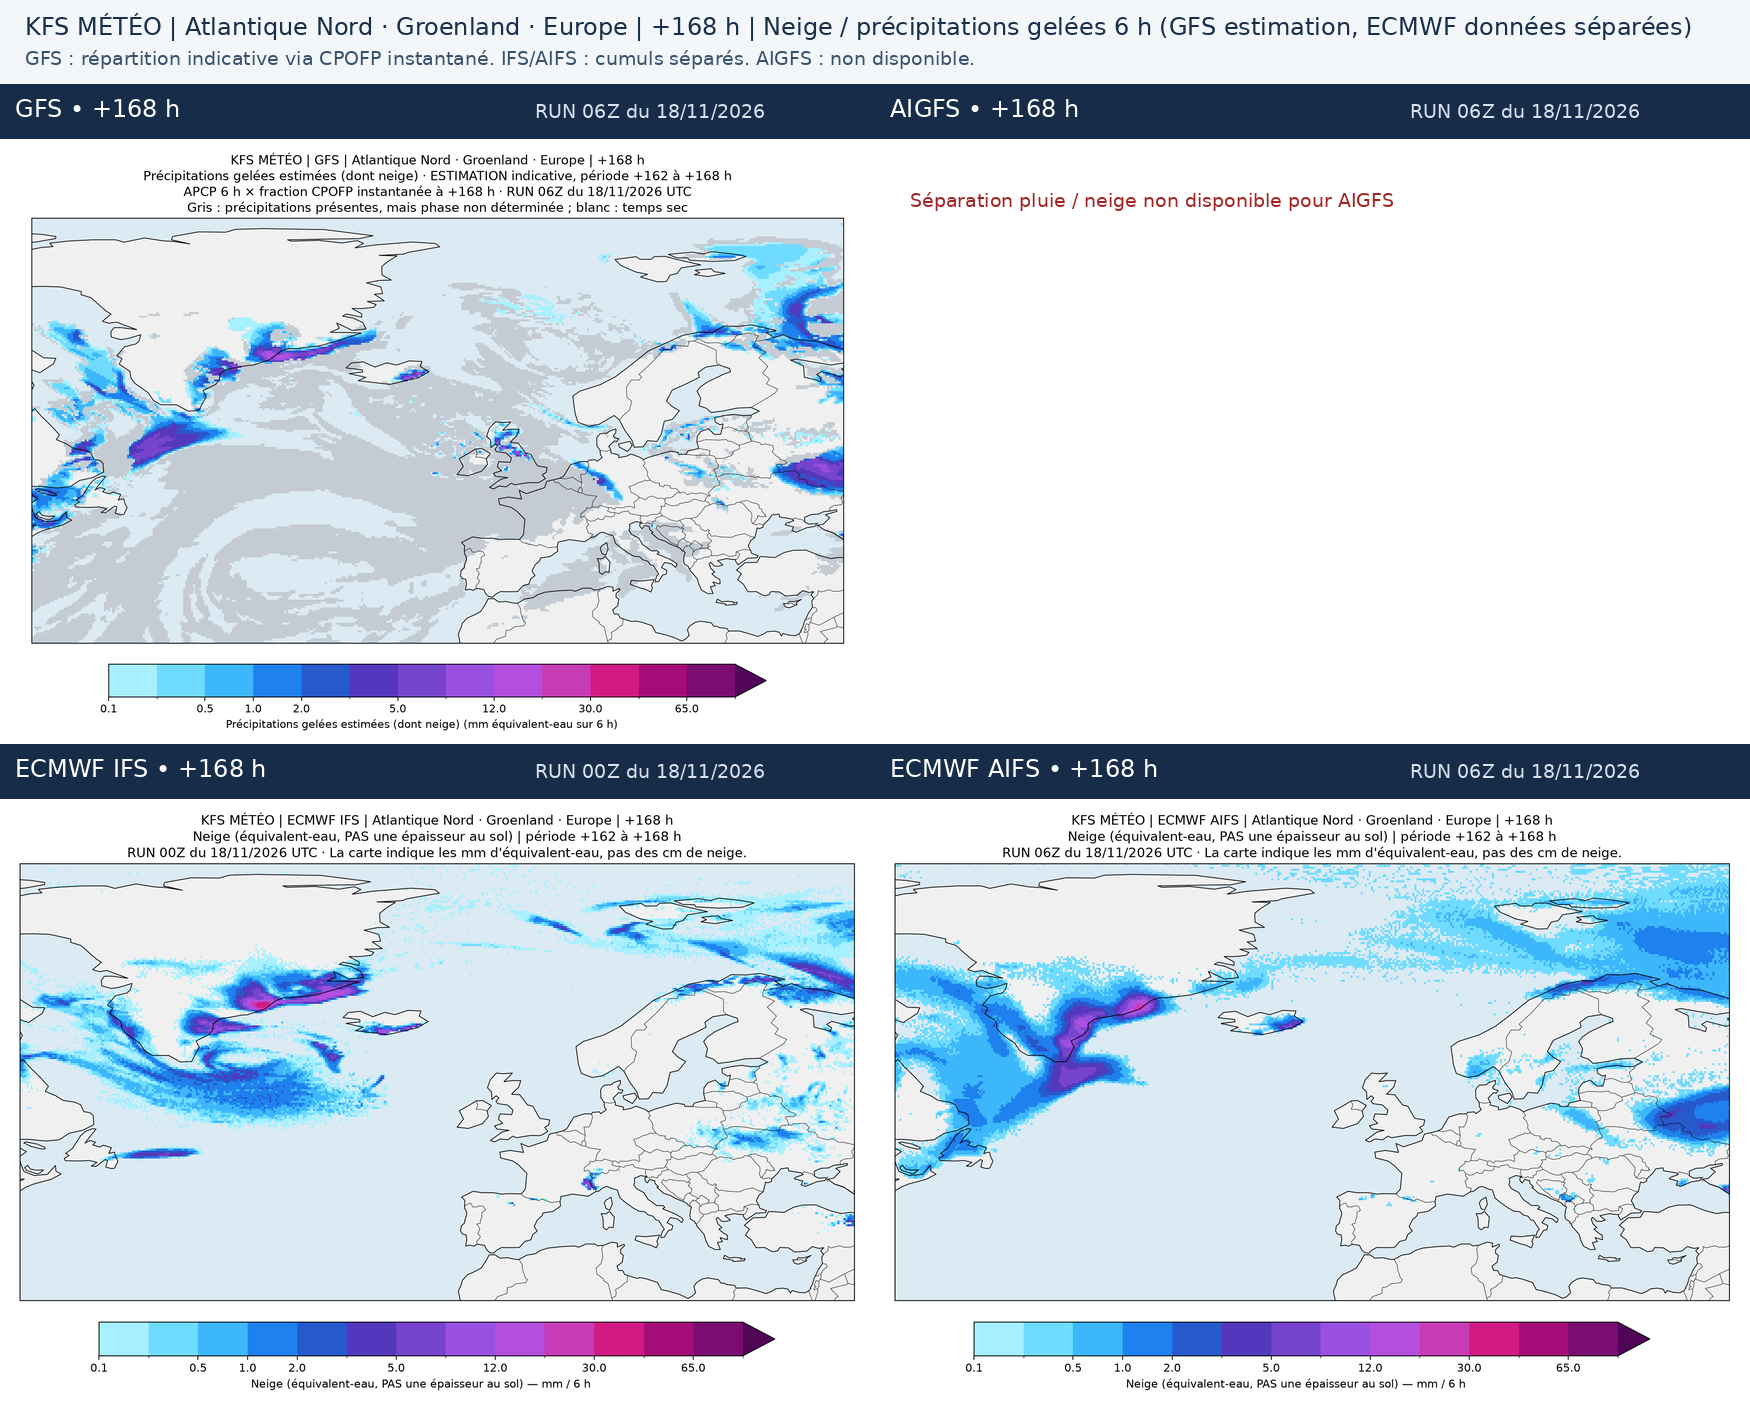 KFS MÉTÉO | Atlantique Nord · Groenland · Europe | +168 h | Neige / précipitations gelées 6 h (GFS estimation, ECMWF données séparées)
GFS : répartition indicative via CPOFP instantané. IFS/AIFS : cumuls séparés. AIGFS : non disponible.
GFS • +168 h
RUN 06Z du 18/11/2026
AIGFS • +168 h
RUN 06Z du 18/11/2026
KFS MÉTÉO | GFS | Atlantique Nord · Groenland · Europe | +168 h
Précipitations gelées estimées (dont neige) · ESTIMATION indicative, période +162 à +168 h
APCP 6 h × fraction CPOFP instantanée à +168 h · RUN 06Z du 18/11/2026 UTC
Gris : précipitations présentes, mais phase non déterminée ; blanc : temps sec
Séparation pluie / neige non disponible pour AIGFS
0.1 0.5 1.0 2.0 5.0 12.0 30.0 65.0
Précipitations gelées estimées (dont neige) (mm équivalent-eau sur 6 h)
ECMWF IFS • +168 h
RUN 00Z du 18/11/2026
ECMWF AIFS • +168 h
RUN 06Z du 18/11/2026
KFS MÉTÉO | ECMWF IFS | Atlantique Nord · Groenland · Europe | +168 h
Neige (équivalent-eau, PAS une épaisseur au sol) | période +162 à +168 h
RUN 00Z du 18/11/2026 UTC · La carte indique les mm d'équivalent-eau, pas des cm de neige.
0.1 0.5 1.0 2.0 5.0 12.0 30.0 65.0
Neige (équivalent-eau, PAS une épaisseur au sol) — mm / 6 h
KFS MÉTÉO | ECMWF AIFS | Atlantique Nord · Groenland · Europe | +168 h
Neige (équivalent-eau, PAS une épaisseur au sol) | période +162 à +168 h
RUN 06Z du 18/11/2026 UTC · La carte indique les mm d'équivalent-eau, pas des cm de neige.
0.1 0.5 1.0 2.0 5.0 12.0 30.0 65.0
Neige (équivalent-eau, PAS une épaisseur au sol) — mm / 6 h